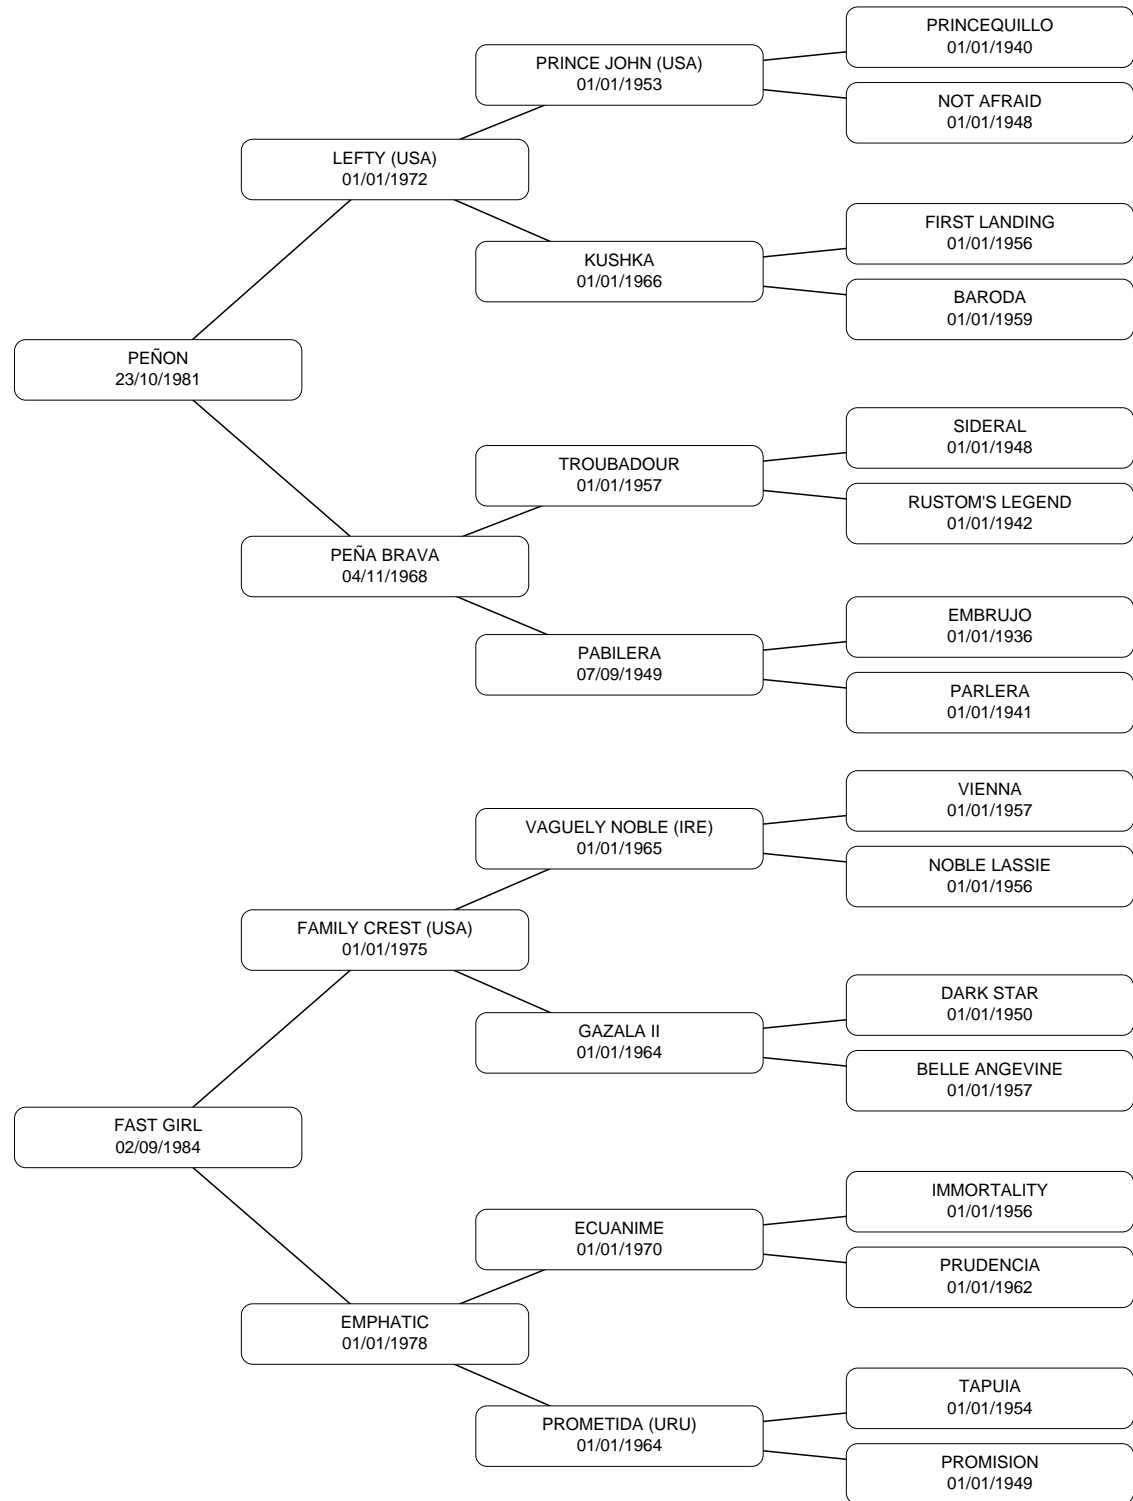 PRINCEQUILLO
01/01/1940
PRINCE JOHN (USA)
01/01/1953
NOT AFRAID
01/01/1948
LEFTY (USA)
01/01/1972
FIRST LANDING
01/01/1956
KUSHKA
01/01/1966
BARODA
01/01/1959
PEÑON
23/10/1981
SIDERAL
01/01/1948
TROUBADOUR
01/01/1957
RUSTOM'S LEGEND
01/01/1942
PEÑA BRAVA
04/11/1968
EMBRUJO
01/01/1936
PABILERA
07/09/1949
PARLERA
01/01/1941
VIENNA
01/01/1957
VAGUELY NOBLE (IRE)
01/01/1965
NOBLE LASSIE
01/01/1956
FAMILY CREST (USA)
01/01/1975
DARK STAR
01/01/1950
GAZALA II
01/01/1964
BELLE ANGEVINE
01/01/1957
FAST GIRL
02/09/1984
IMMORTALITY
01/01/1956
ECUANIME
01/01/1970
PRUDENCIA
01/01/1962
EMPHATIC
01/01/1978
TAPUIA
01/01/1954
PROMETIDA (URU)
01/01/1964
PROMISION
01/01/1949